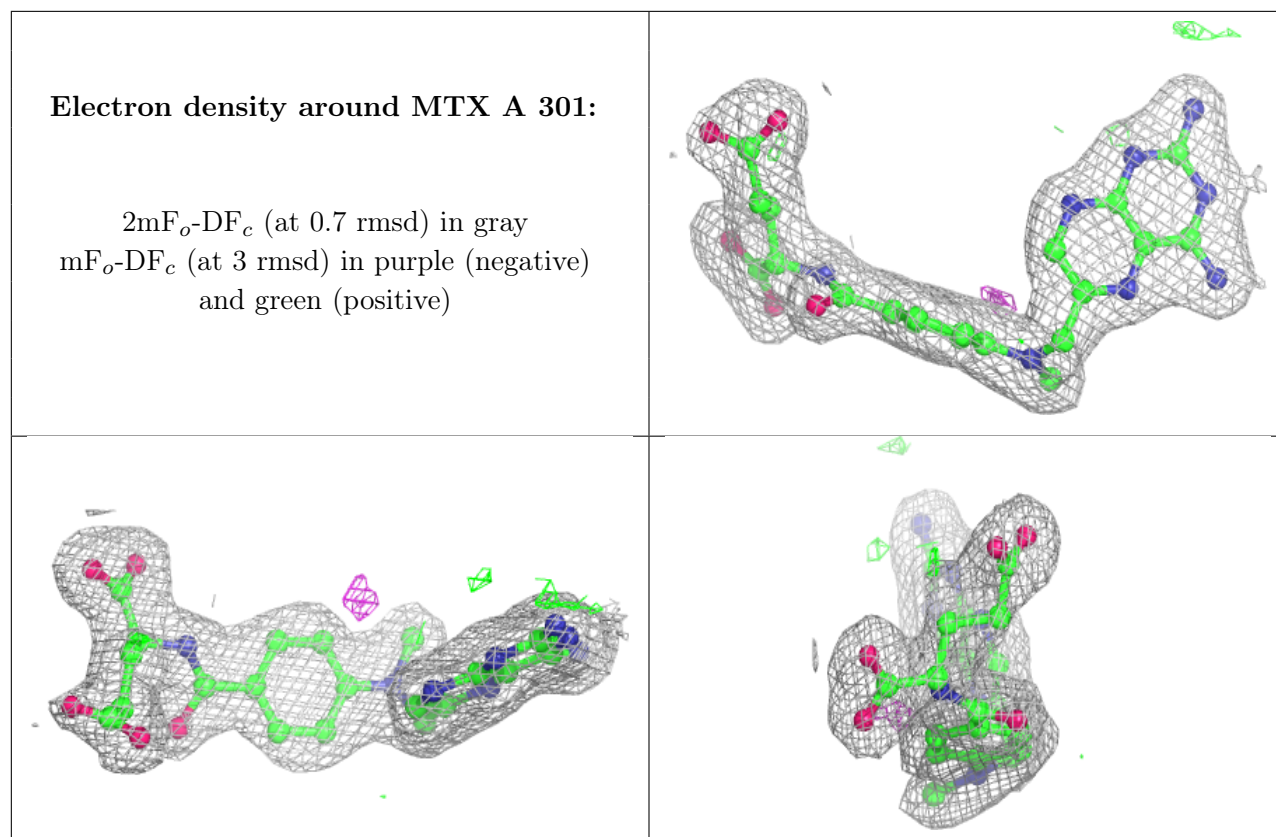 Electron density around MTX A 301:
2mFo-DFc (at 0.7 rmsd) in gray
mFo-DFc (at 3 rmsd) in purple (negative)
and green (positive)